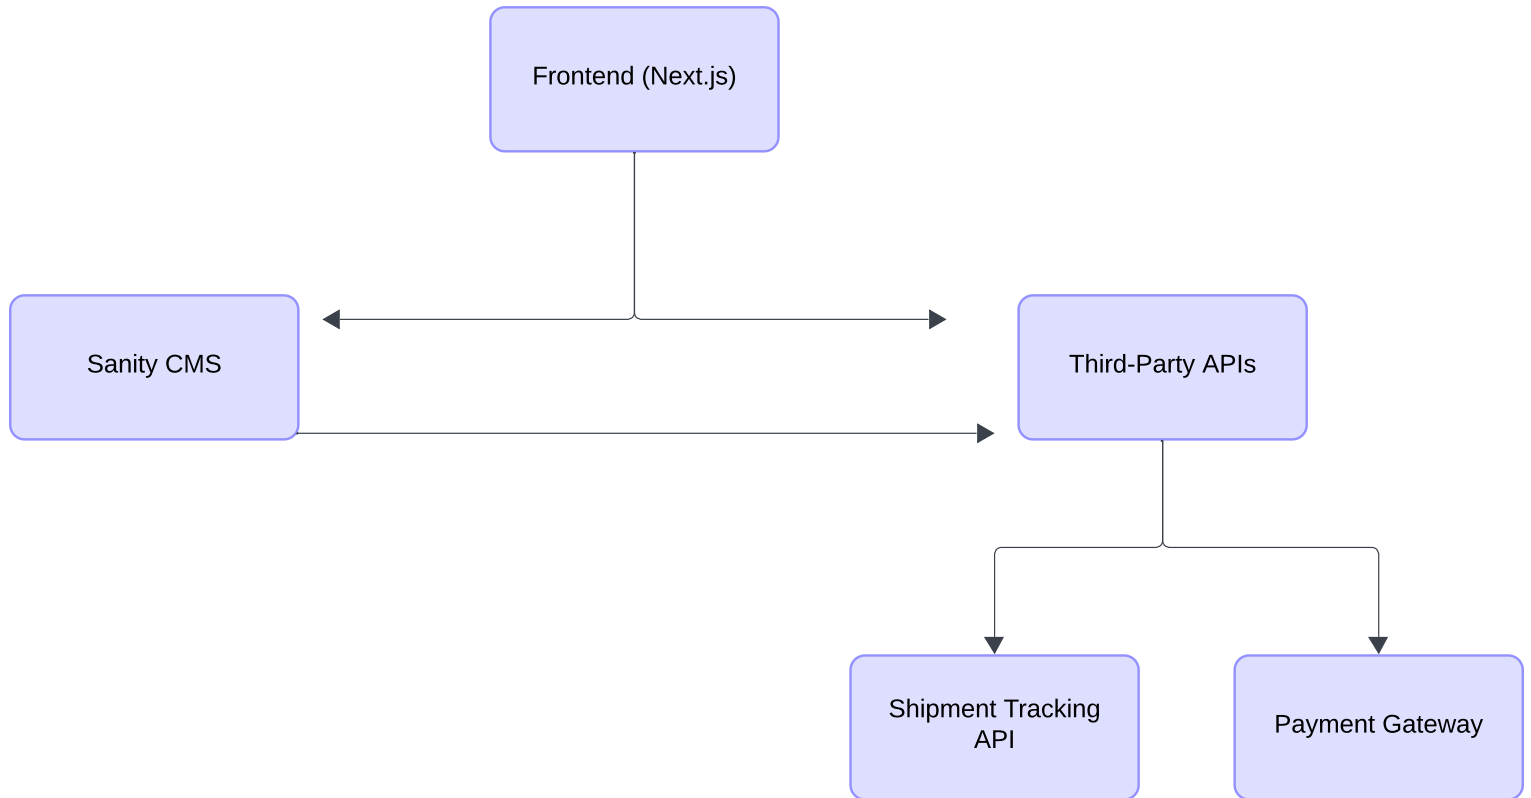 Frontend (Next.js)
Sanity CMS
Third-Party APIs
Shipment Tracking
API
Payment Gateway